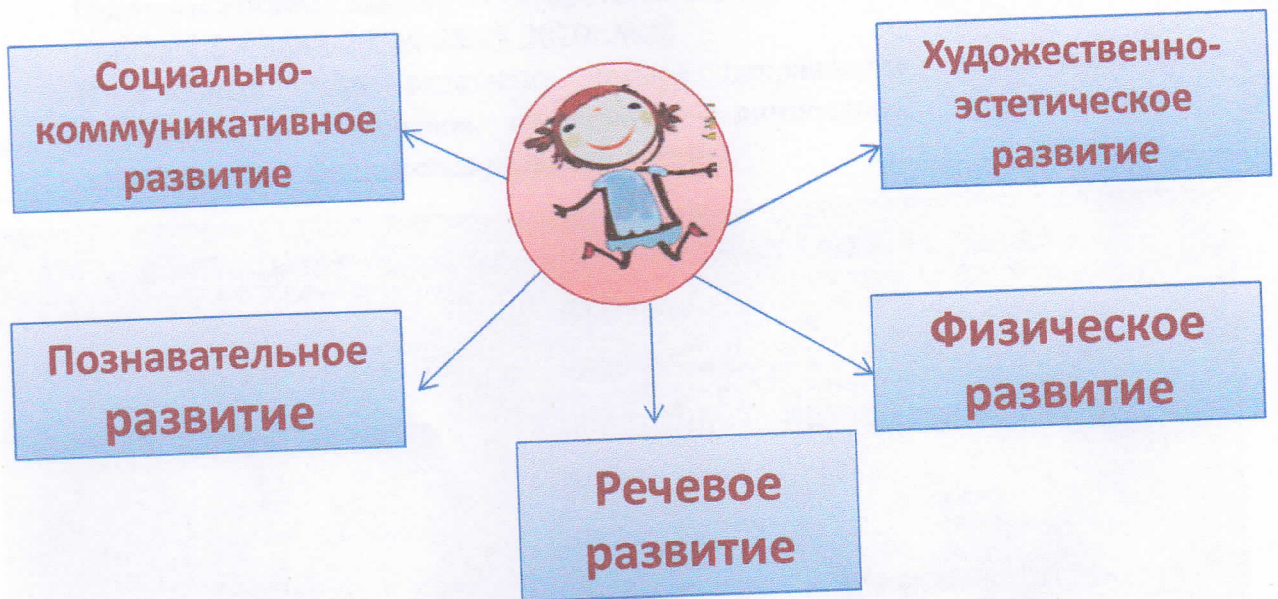 Социально-
коммуникативное
развитие
Художественно-
эстетическое
развитие
Познавательное
развитие
Физическое
развитие
Речевое
развитие